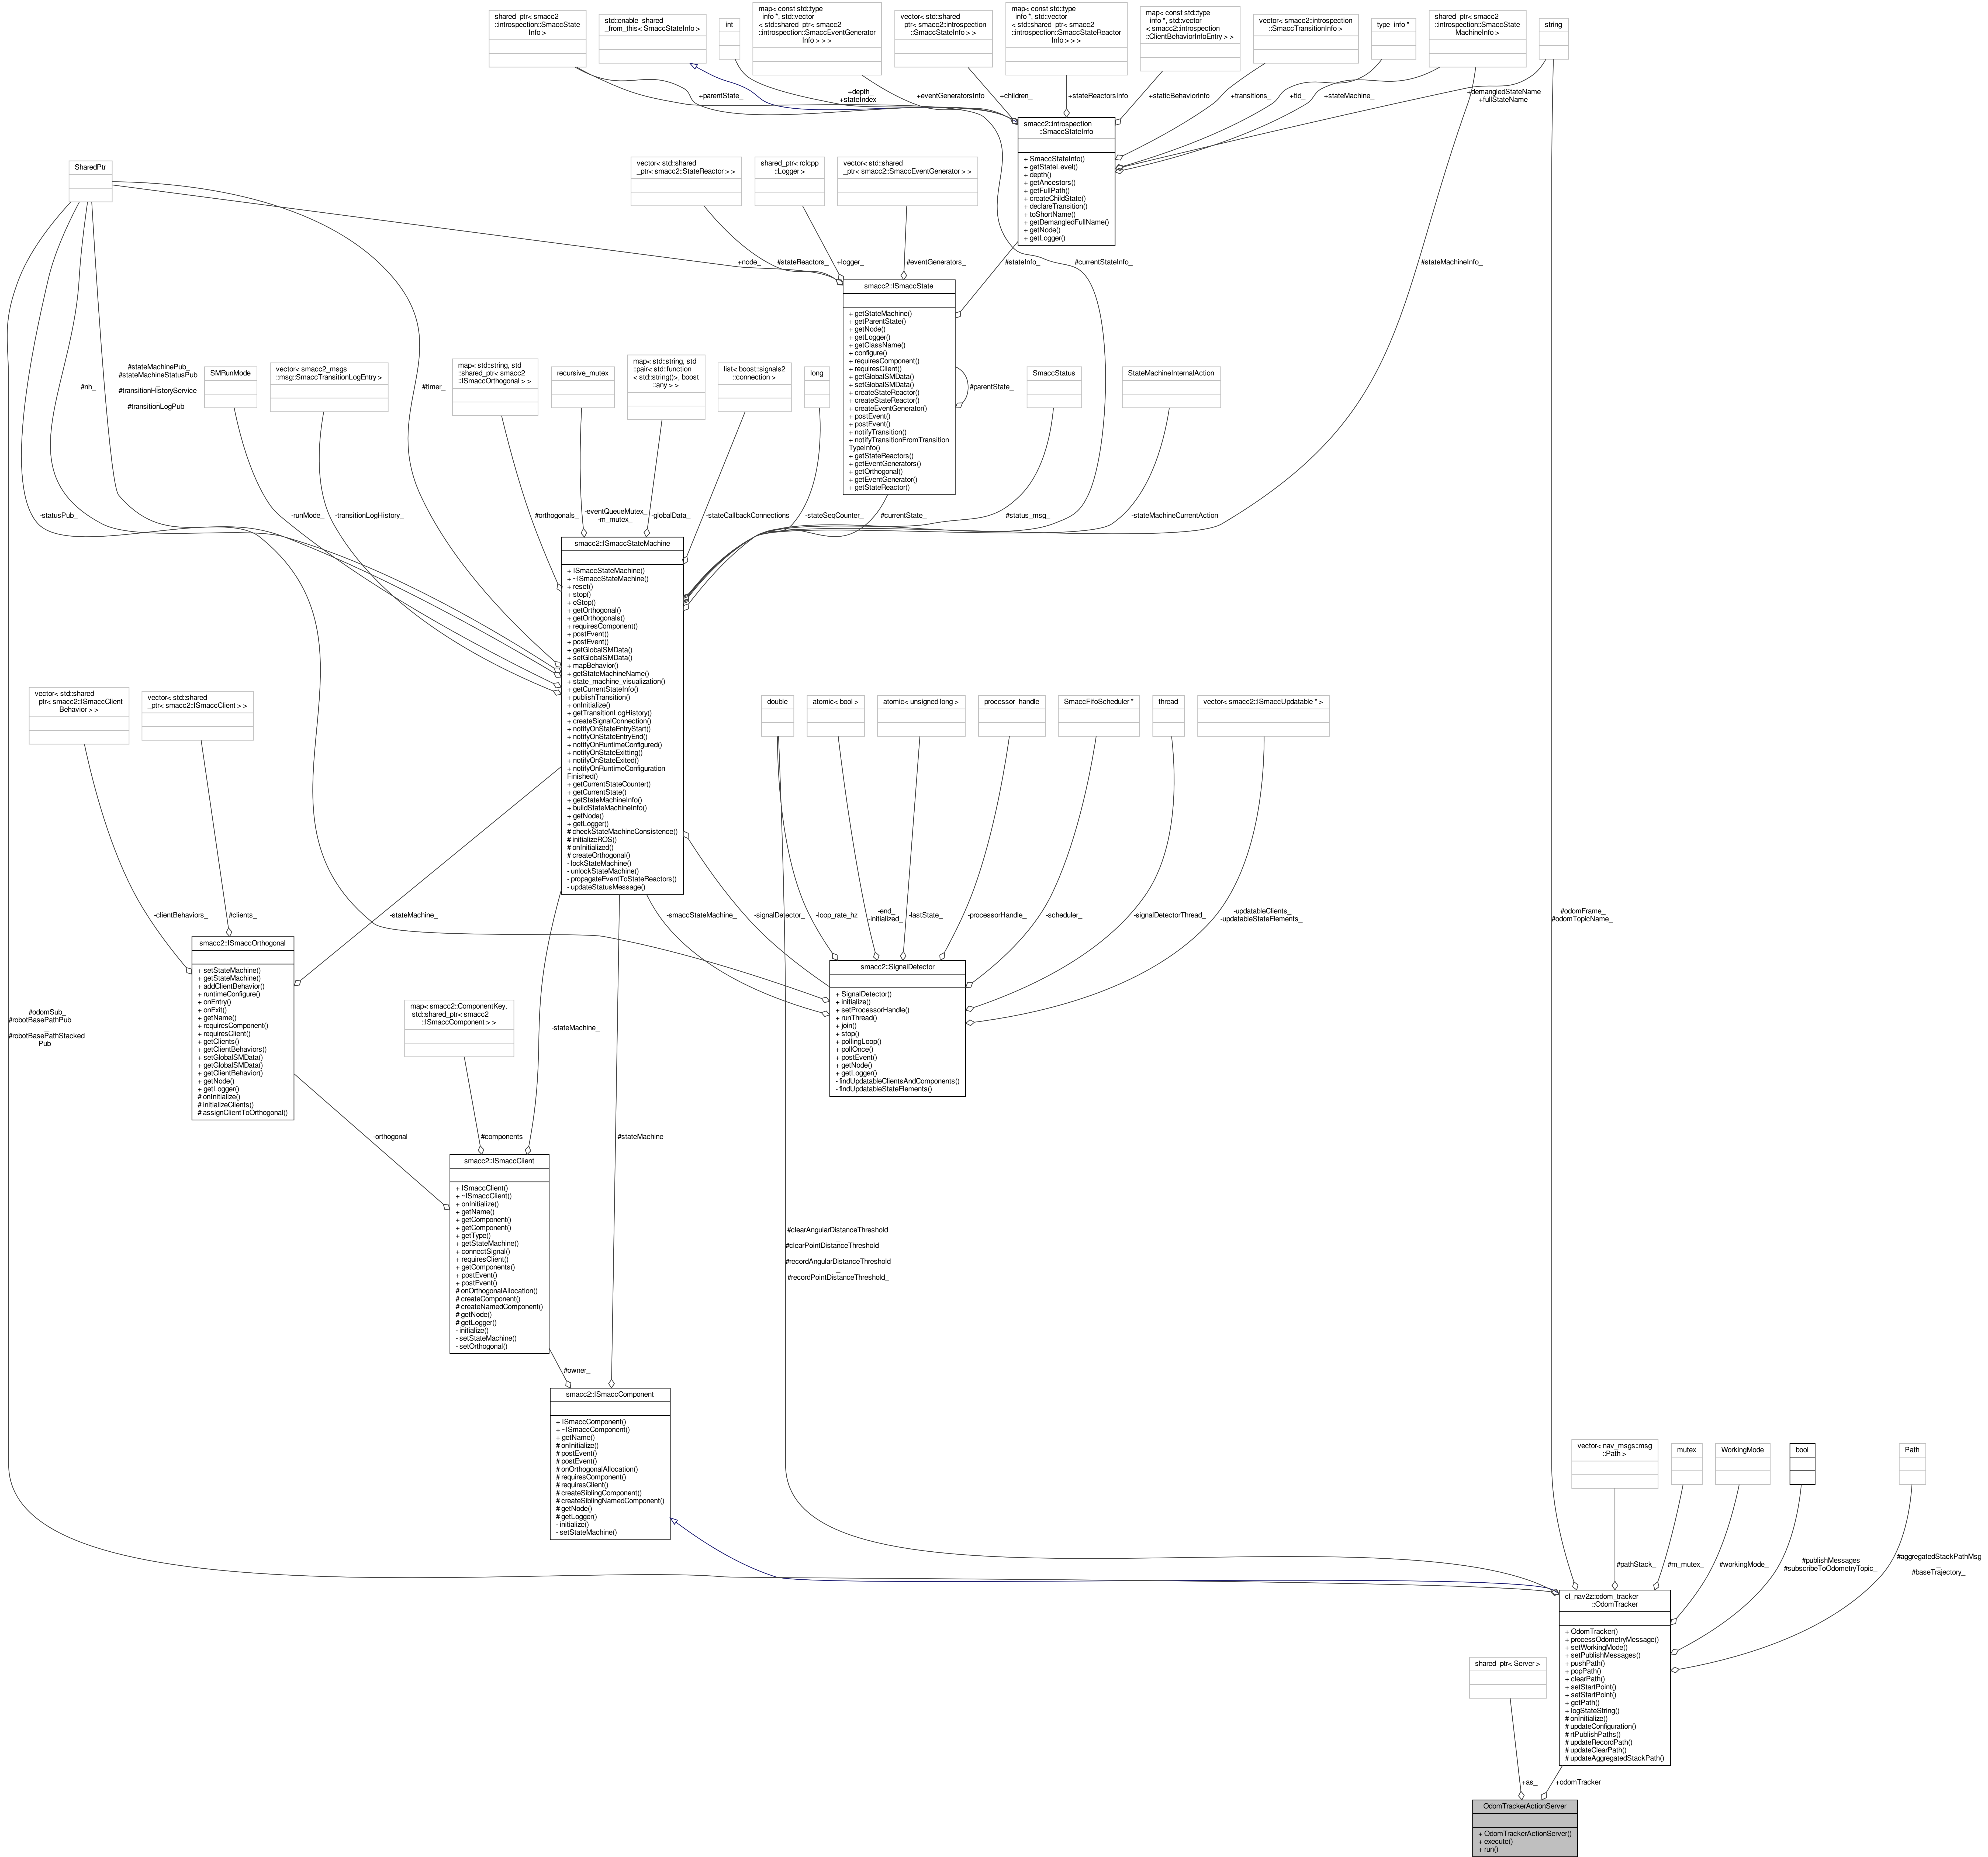 shared_ptr< smacc2
::introspection::SmaccState
Info >
std::enable_shared
_from_this< SmaccStateInfo >
int
map< const std::type
_info *, std::vector
< std::shared_ptr< smacc2
::introspection::SmaccEventGenerator
Info > > >
vector< std::shared
_ptr< smacc2::introspection
::SmaccStateInfo > >
map< const std::type
_info *, std::vector
< std::shared_ptr< smacc2
::introspection::SmaccStateReactor
Info > > >
map< const std::type
_info *, std::vector
< smacc2::introspection
::ClientBehaviorInfoEntry > >
vector< smacc2::introspection
::SmaccTransitionInfo >
type_info *
shared_ptr< smacc2
::introspection::SmaccState
MachineInfo >
string
+parentState_
+depth_
+stateIndex_
+eventGeneratorsInfo
+children_
+stateReactorsInfo
+staticBehaviorInfo
+transitions_
+tid_
+stateMachine_
+demangledStateName
+fullStateName
smacc2::introspection
::SmaccStateInfo
+ SmaccStateInfo()
+ getStateLevel()
+ depth()
+ getAncestors()
+ getFullPath()
+ createChildState()
+ declareTransition()
+ toShortName()
+ getDemangledFullName()
+ getNode()
+ getLogger()
SharedPtr
vector< std::shared
_ptr< smacc2::StateReactor > >
shared_ptr< rclcpp
::Logger >
vector< std::shared
_ptr< smacc2::SmaccEventGenerator > >
+node_
#stateReactors_
+logger_
#eventGenerators_
#stateInfo_
#currentStateInfo_
#stateMachineInfo_
smacc2::ISmaccState
+ getStateMachine()
+ getParentState()
+ getNode()
+ getLogger()
+ getClassName()
+ configure()
+ requiresComponent()
+ requiresClient()
+ getGlobalSMData()
+ setGlobalSMData()
+ createStateReactor()
+ createStateReactor()
+ createEventGenerator()
+ postEvent()
+ postEvent()
+ notifyTransition()
+ notifyTransitionFromTransition
TypeInfo()
+ getStateReactors()
+ getEventGenerators()
+ getOrthogonal()
+ getEventGenerator()
+ getStateReactor()
#parentState_
#nh_
#stateMachinePub_
#stateMachineStatusPub
_
#transitionHistoryService
_
#transitionLogPub_
#timer_
SMRunMode
vector< smacc2_msgs
::msg::SmaccTransitionLogEntry >
map< std::string, std
::shared_ptr< smacc2
::ISmaccOrthogonal > >
recursive_mutex
map< std::string, std
::pair< std::function
< std::string()>, boost
::any > >
list< boost::signals2
::connection >
long
SmaccStatus
StateMachineInternalAction
-statusPub_
-runMode_
-transitionLogHistory_
#orthogonals_
-eventQueueMutex_
-m_mutex_
-globalData_
-stateCallbackConnections
-stateSeqCounter_
#currentState_
#status_msg_
-stateMachineCurrentAction
smacc2::ISmaccStateMachine
+ ISmaccStateMachine()
+ ~ISmaccStateMachine()
+ reset()
+ stop()
+ eStop()
+ getOrthogonal()
+ getOrthogonals()
+ requiresComponent()
+ postEvent()
+ postEvent()
+ getGlobalSMData()
+ setGlobalSMData()
+ mapBehavior()
+ getStateMachineName()
+ state_machine_visualization()
+ getCurrentStateInfo()
+ publishTransition()
+ onInitialize()
+ getTransitionLogHistory()
+ createSignalConnection()
+ notifyOnStateEntryStart()
+ notifyOnStateEntryEnd()
+ notifyOnRuntimeConfigured()
+ notifyOnStateExitting()
+ notifyOnStateExited()
+ notifyOnRuntimeConfiguration
Finished()
+ getCurrentStateCounter()
+ getCurrentState()
+ getStateMachineInfo()
+ buildStateMachineInfo()
+ getNode()
+ getLogger()
# checkStateMachineConsistence()
# initializeROS()
# onInitialized()
# createOrthogonal()
- lockStateMachine()
- unlockStateMachine()
- propagateEventToStateReactors()
- updateStatusMessage()
vector< std::shared
_ptr< smacc2::ISmaccClient
Behavior > >
vector< std::shared
_ptr< smacc2::ISmaccClient > >
double
atomic< bool >
atomic< unsigned long >
processor_handle
SmaccFifoScheduler *
thread
vector< smacc2::ISmaccUpdatable * >
-clientBehaviors_
#clients_
-stateMachine_
-smaccStateMachine_
-signalDetector_
-loop_rate_hz
-end_
-initialized_
-lastState_
-processorHandle_
-scheduler_
-signalDetectorThread_
-updatableClients_
-updatableStateElements_
#odomFrame_
#odomTopicName_
smacc2::ISmaccOrthogonal
+ setStateMachine()
+ getStateMachine()
+ addClientBehavior()
+ runtimeConfigure()
+ onEntry()
+ onExit()
+ getName()
+ requiresComponent()
+ requiresClient()
+ getClients()
+ getClientBehaviors()
+ setGlobalSMData()
+ getGlobalSMData()
+ getClientBehavior()
+ getNode()
+ getLogger()
# onInitialize()
# initializeClients()
# assignClientToOrthogonal()
smacc2::SignalDetector
+ SignalDetector()
+ initialize()
+ setProcessorHandle()
+ runThread()
+ join()
+ stop()
+ pollingLoop()
+ pollOnce()
+ postEvent()
+ getNode()
+ getLogger()
- findUpdatableClientsAndComponents()
- findUpdatableStateElements()
#odomSub_
#robotBasePathPub
_
#robotBasePathStacked
Pub_
map< smacc2::ComponentKey,
std::shared_ptr< smacc2
::ISmaccComponent > >
-stateMachine_
-orthogonal_
#components_
#stateMachine_
smacc2::ISmaccClient
+ ISmaccClient()
+ ~ISmaccClient()
+ onInitialize()
+ getName()
+ getComponent()
+ getComponent()
+ getType()
+ getStateMachine()
+ connectSignal()
+ requiresClient()
+ getComponents()
+ postEvent()
+ postEvent()
# onOrthogonalAllocation()
# createComponent()
# createNamedComponent()
# getNode()
# getLogger()
- initialize()
- setStateMachine()
- setOrthogonal()
#clearAngularDistanceThreshold
_
#clearPointDistanceThreshold
_
#recordAngularDistanceThreshold
_
#recordPointDistanceThreshold_
#owner_
smacc2::ISmaccComponent
+ ISmaccComponent()
+ ~ISmaccComponent()
+ getName()
# onInitialize()
# postEvent()
# postEvent()
# onOrthogonalAllocation()
# requiresComponent()
# requiresClient()
# createSiblingComponent()
# createSiblingNamedComponent()
# getNode()
# getLogger()
- initialize()
- setStateMachine()
vector< nav_msgs::msg
::Path >
mutex
WorkingMode
bool
Path
#pathStack_
#m_mutex_
#workingMode_
#publishMessages
#subscribeToOdometryTopic_
#aggregatedStackPathMsg
_
#baseTrajectory_
cl_nav2z::odom_tracker
::OdomTracker
+ OdomTracker()
+ processOdometryMessage()
+ setWorkingMode()
+ setPublishMessages()
+ pushPath()
+ popPath()
+ clearPath()
+ setStartPoint()
+ setStartPoint()
+ getPath()
+ logStateString()
# onInitialize()
# updateConfiguration()
# rtPublishPaths()
# updateRecordPath()
# updateClearPath()
# updateAggregatedStackPath()
shared_ptr< Server >
+as_
+odomTracker
OdomTrackerActionServer
+ OdomTrackerActionServer()
+ execute()
+ run()